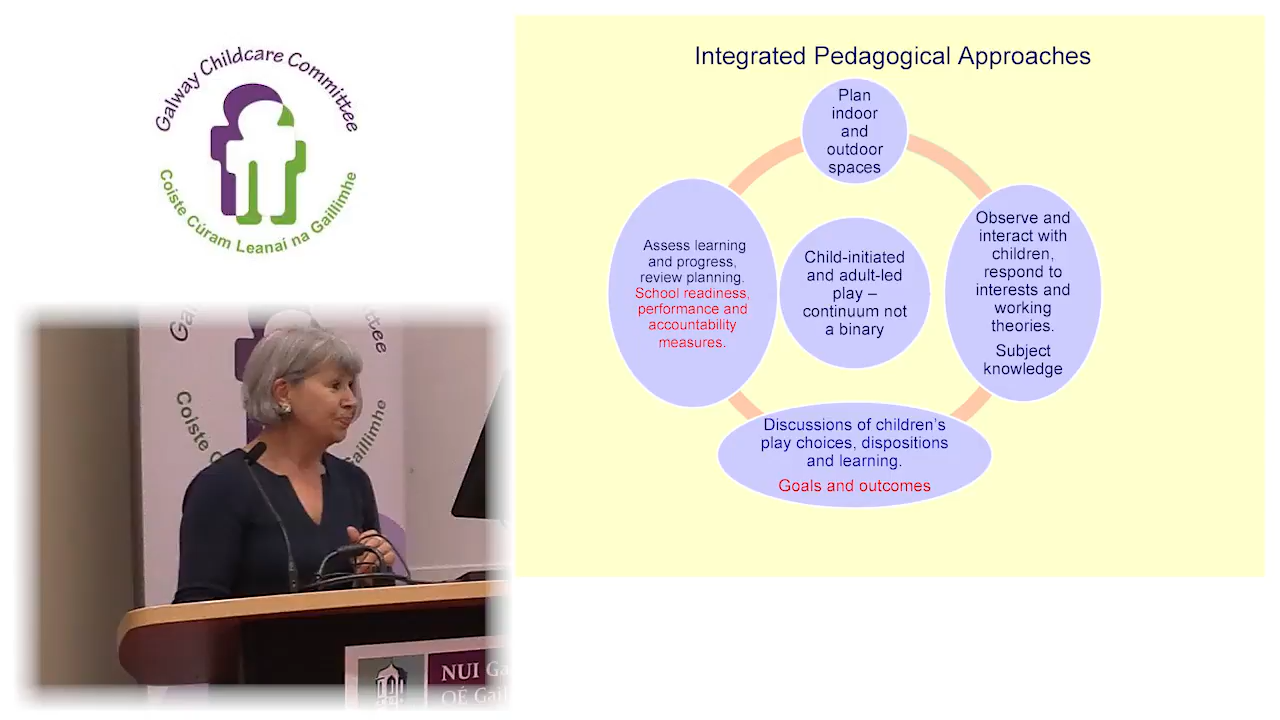 Galway Childcare Committee
Coiste Cúram Leanaí na Gaillimhe
Integrated Pedagogical Approaches
Plan
indoor
and
outdoor
spaces
Assess learning
and progress,
review planning.
School readiness,
performance and
accountability
measures.
Child-initiated
and adult-led
play –
continuum not
a binary
Observe and
interact with
children,
respond to
interests and
working
theories.
Subject
knowledge
Discussions of children's
play choices, dispositions
and learning.
Goals and outcomes
NUI
OÉ